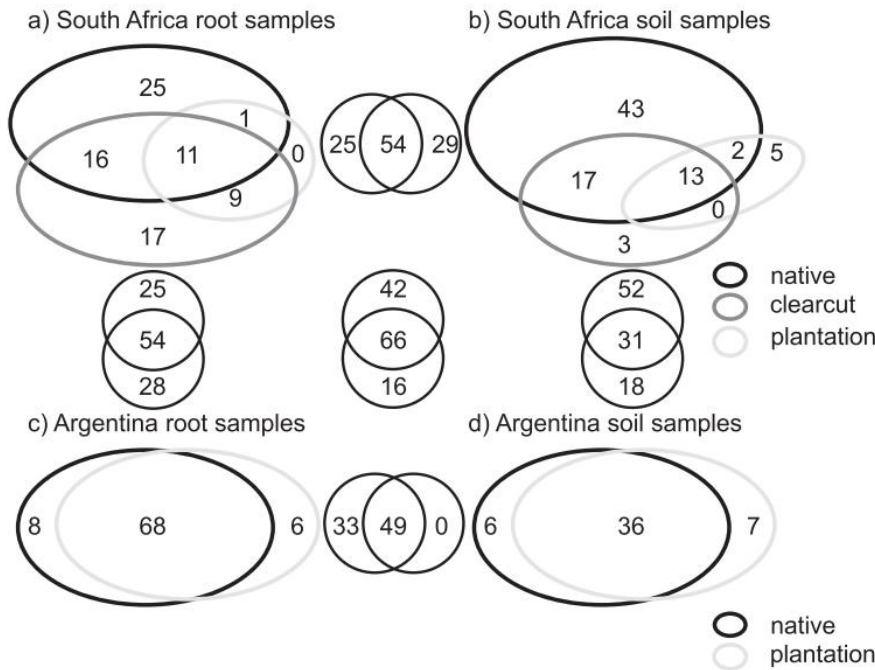 a) South Africa root samples
b) South Africa soil samples
25
1
16
11
0
9
17
25 54 29
43
2
5
17
13
0
3
native
clearcut
plantation
25
54
28
42
66
16
52
31
18
c) Argentina root samples
d) Argentina soil samples
8 68 6
33 49 0
6 36 7
native
plantation